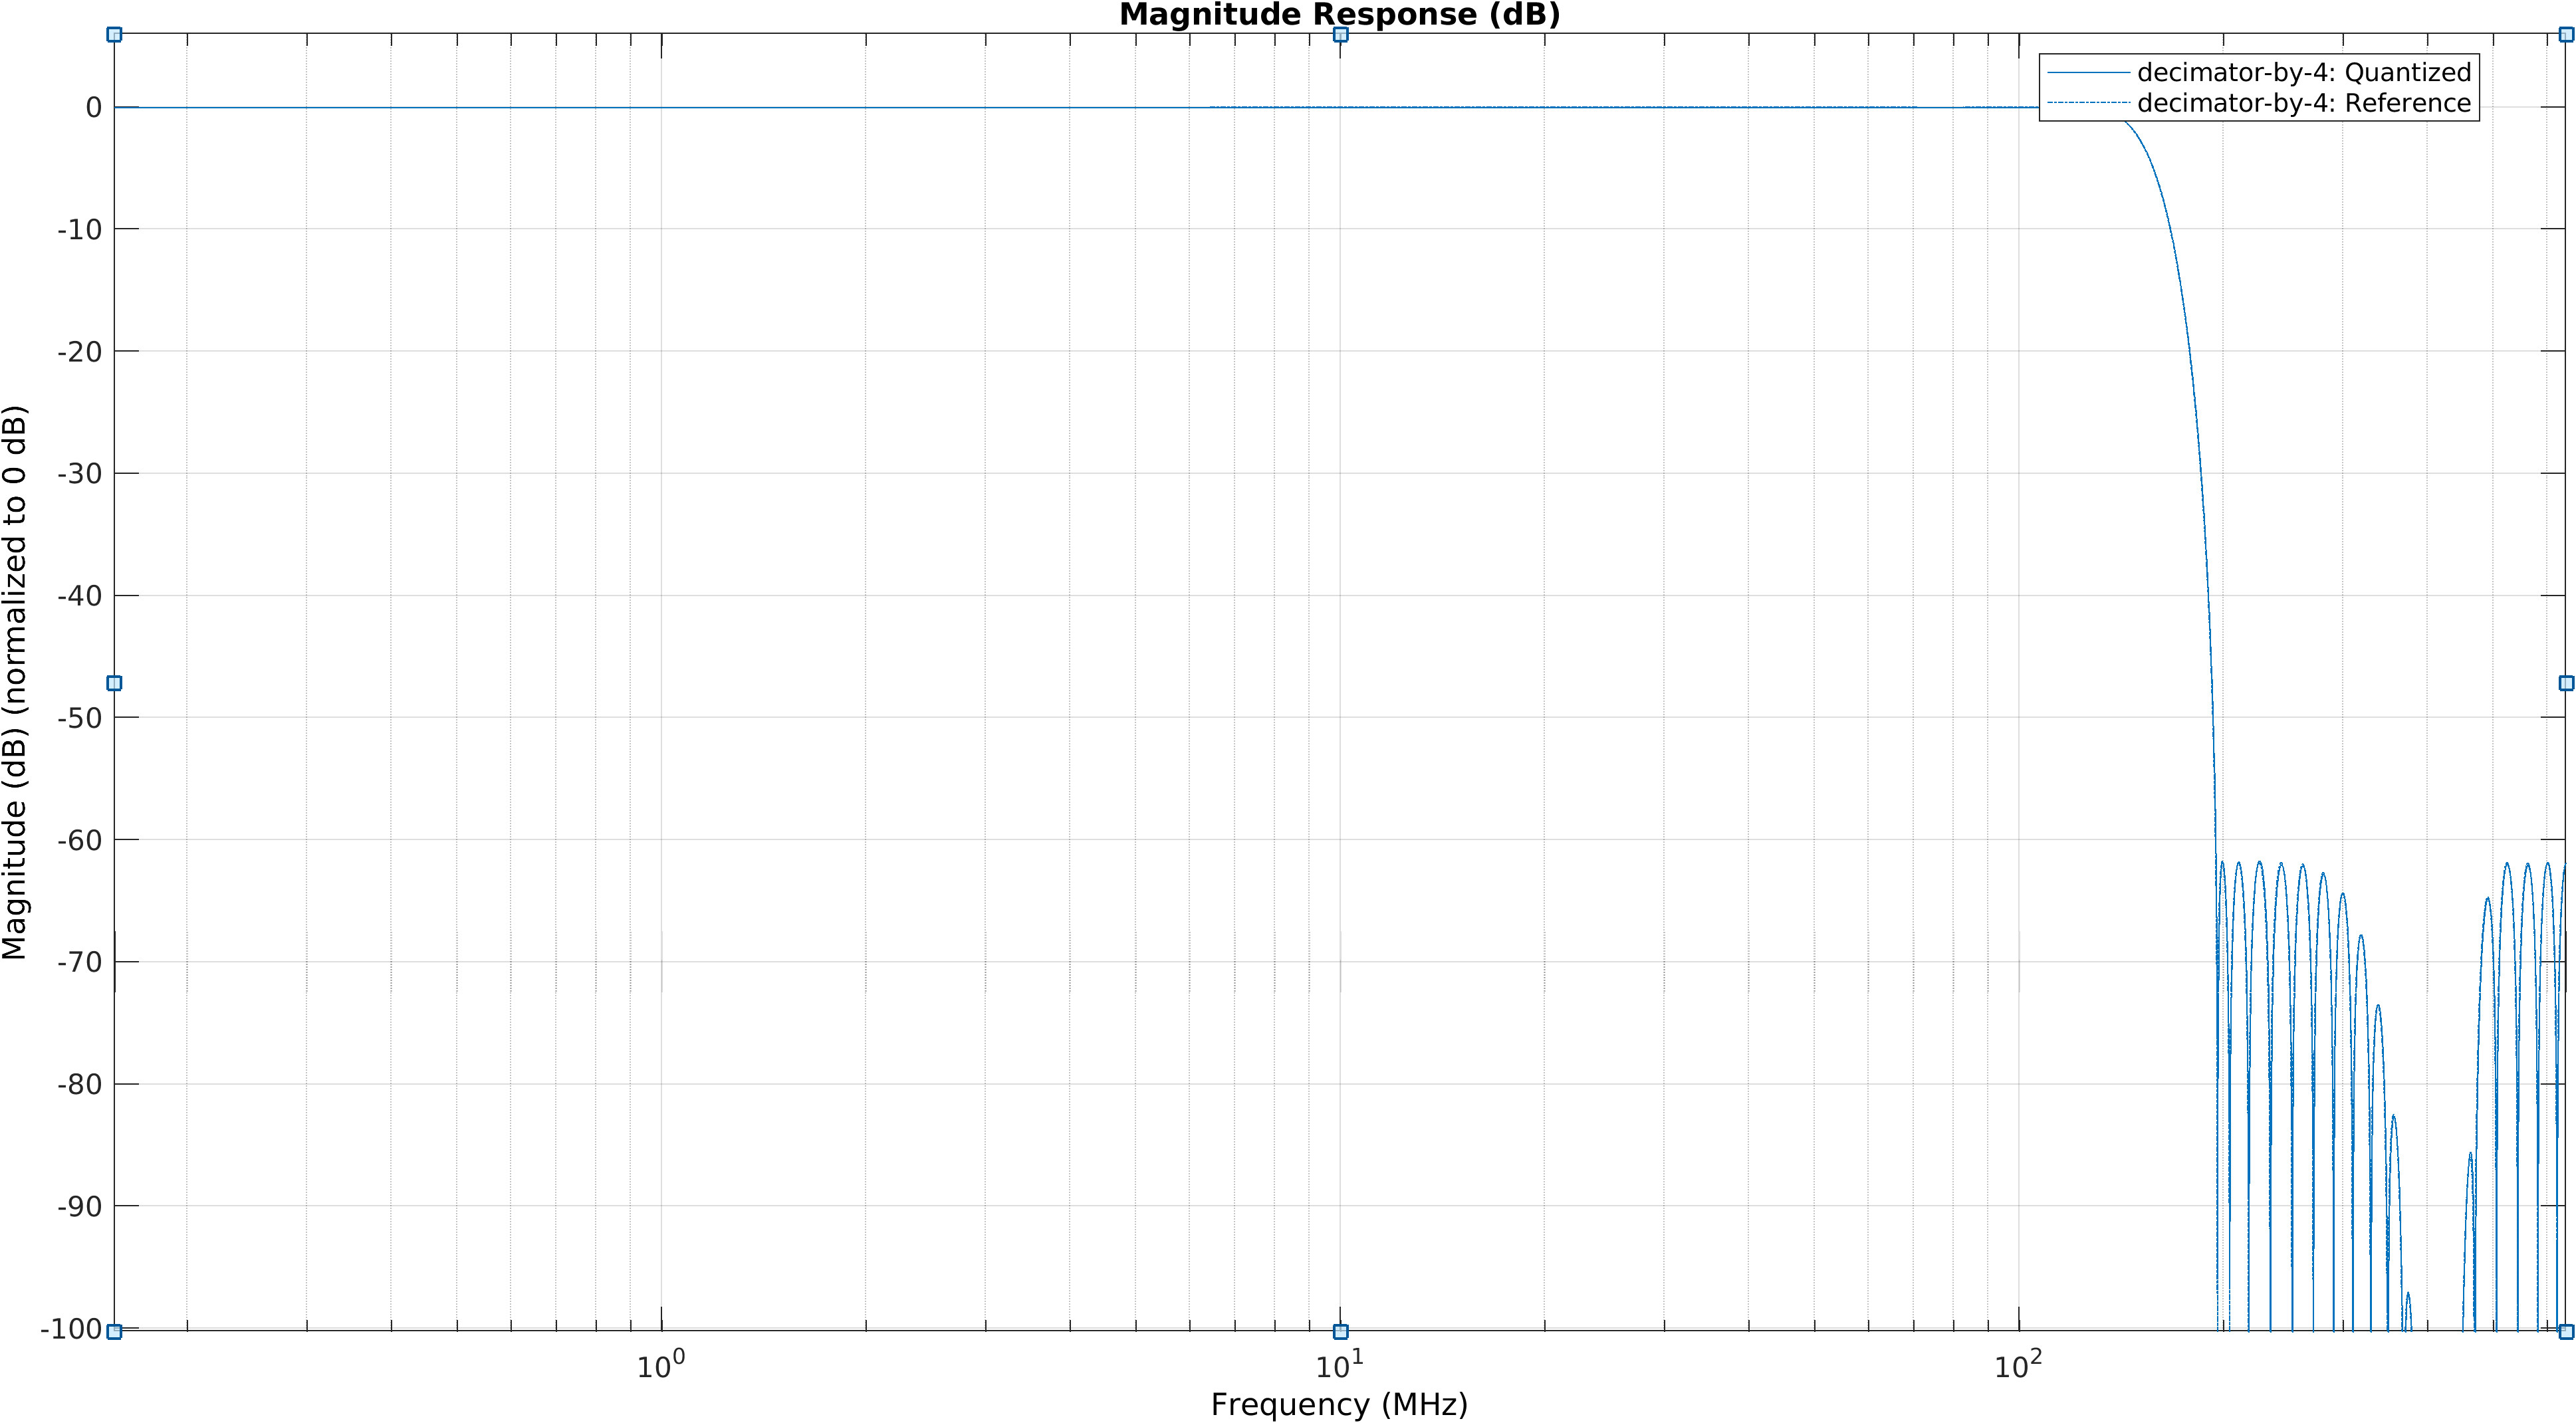 Magnitude Response (dB)
decimator-by-4: Quantized
decimator-by-4: Reference
Magnitude (dB) (normalized to 0 dB)
0
-10
-20
-30
-40
-50
-60
-70
-80
-90
-100
10^0
10^1
10^2
Frequency (MHz)